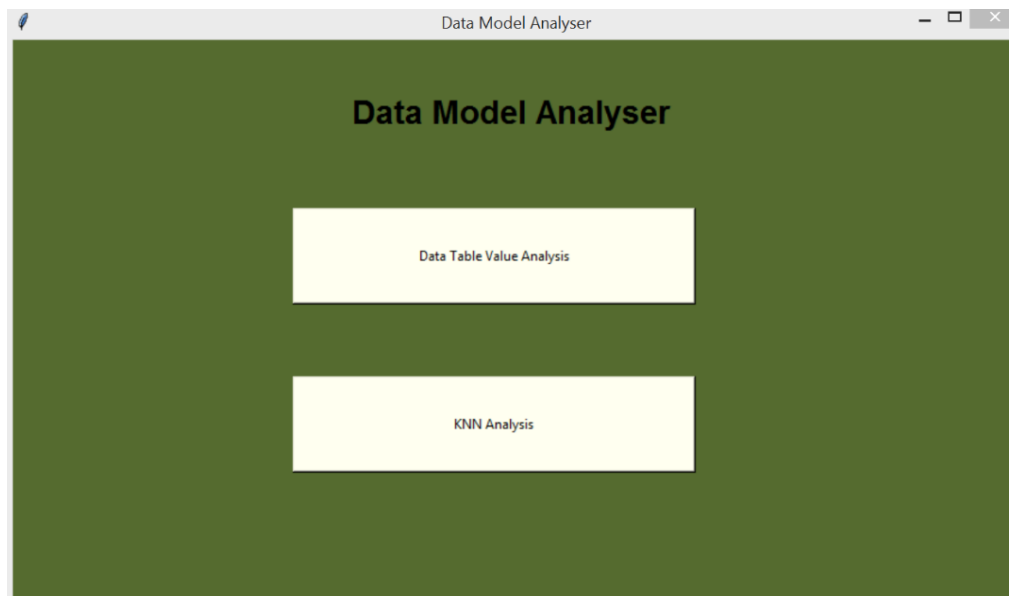 Data Model Analyser
Data Model Analyser
Data Table Value Analysis
KNN Analysis